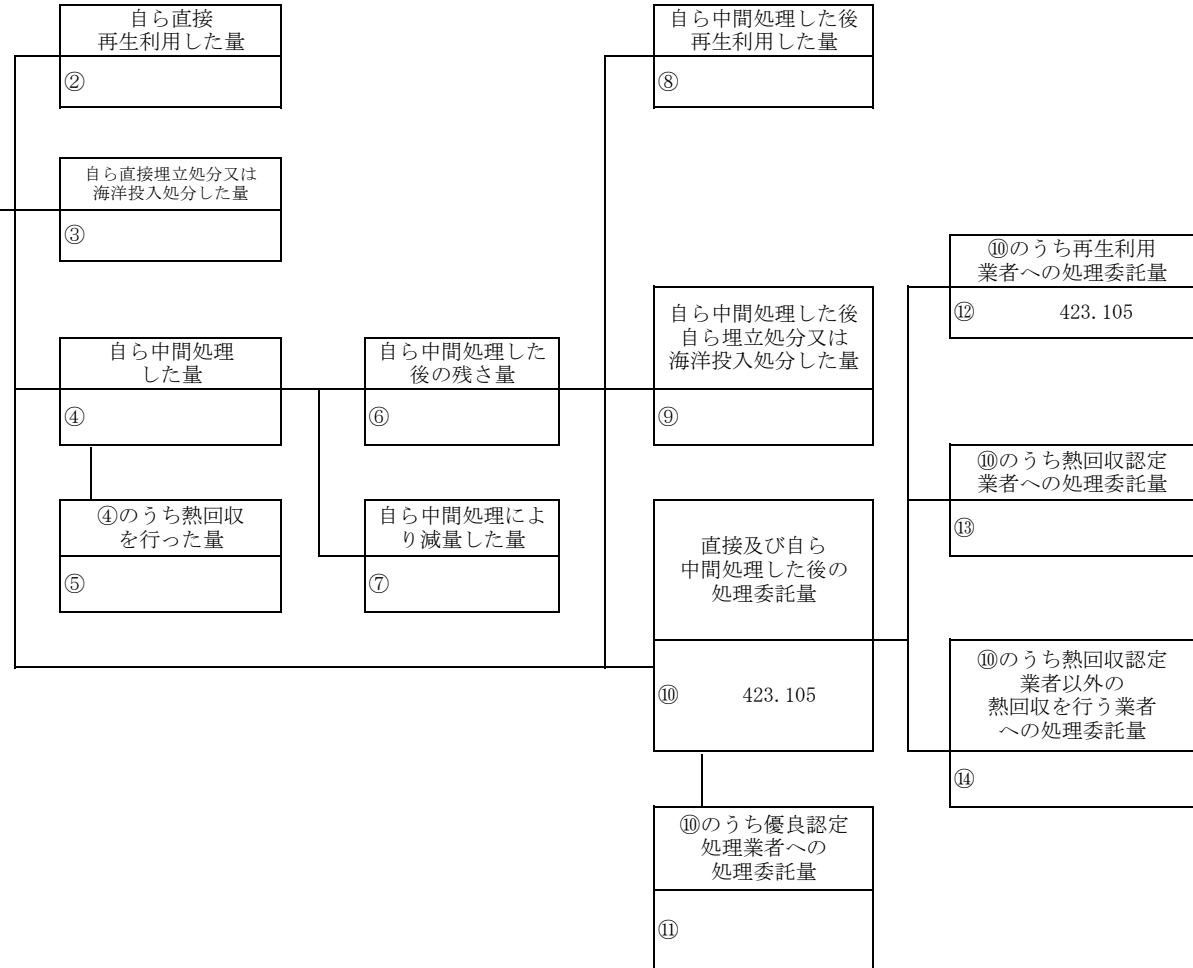 自ら直接
再生利用した量
②
自ら直接埋立処分又は
海洋投入処分した量
③
自ら中間処理
した量
④
④のうち熱回収
を行った量
⑤
自ら中間処理した
後の残さ量
⑥
自ら中間処理によ
り減量した量
⑦
自ら中間処理した後
再生利用した量
⑧
自ら中間処理した後
自ら埋立処分又は
海洋投入処分した量
⑨
直接及び自ら
中間処理した後の
処理委託量
⑩ 423.105
⑩のうち優良認定
処理業者への
処理委託量
⑪
⑩のうち再生利用
業者への処理委託量
⑫ 423.105
⑩のうち熱回収認定
業者への処理委託量
⑬
⑩のうち熱回収認定
業者以外の
熱回収を行う業者
への処理委託量
⑭